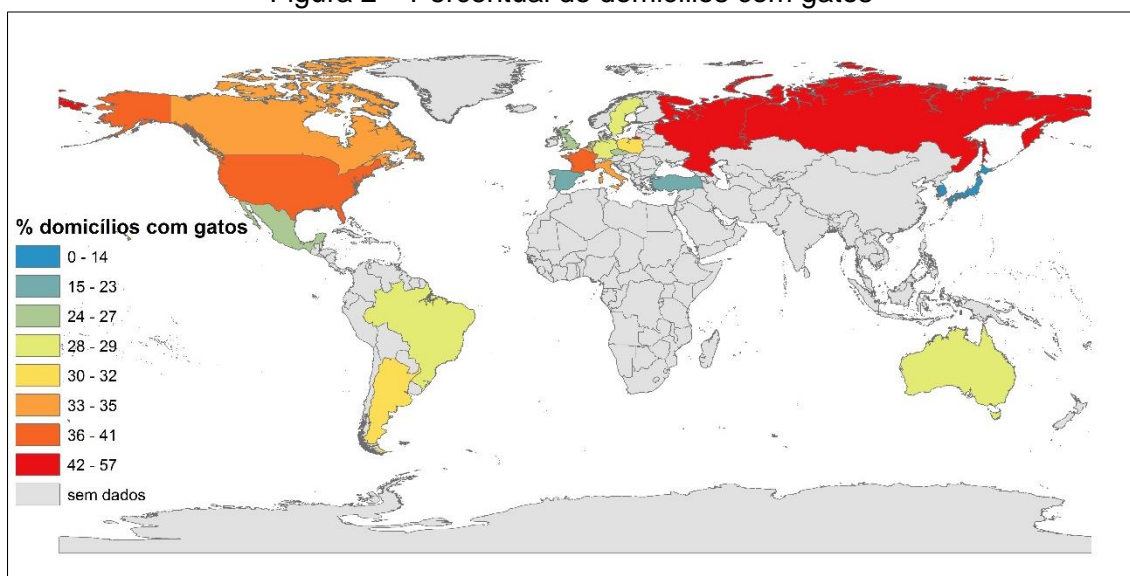 Figura 2 – Percentual de domicílios com gatos
% domicílios com gatos
0 - 14
15 - 23
24 - 27
28 - 29
30 - 32
33 - 35
36 - 41
42 - 57
sem dados